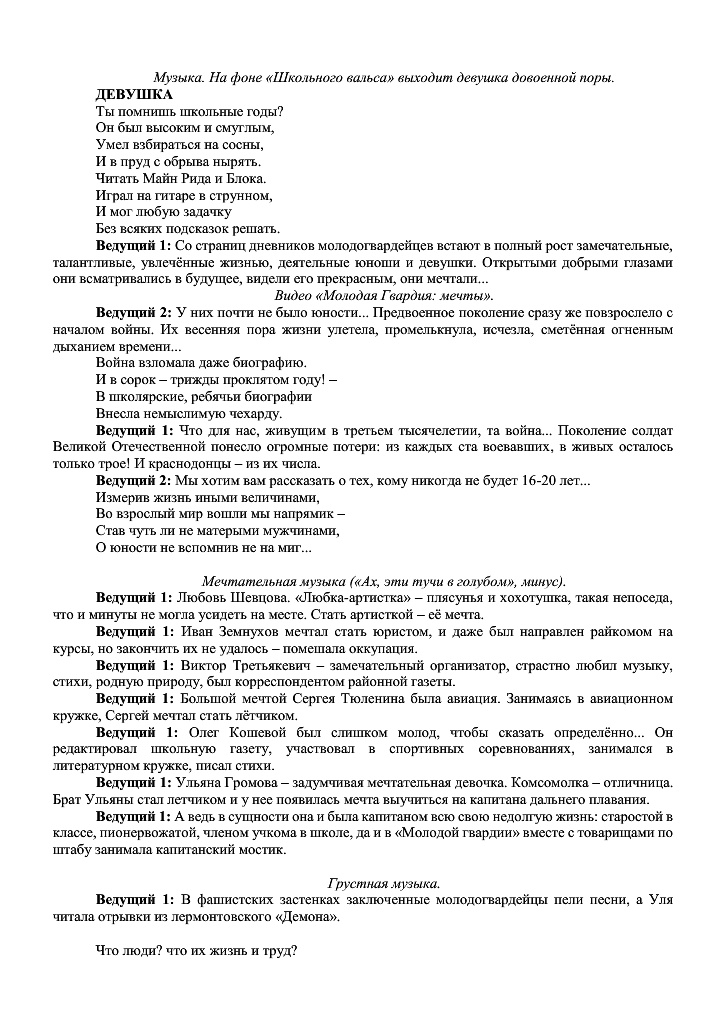 Музыка. На фоне «Школьного вальса» выходит девушка довоенной поры.
ДЕВУШКА
Ты помнишь школьные годы?
Он был высоким и смуглым,
Умел взбираться на сосны,
И в пруд с обрыва нырять.
Читать Майн Рида и Блока.
Играл на гитаре в струнном,
И мог любую задачку
Без всяких подсказок решать.
Ведущий 1: Со страниц дневников молодогвардейцев встают в полный рост замечательные,
талантливые, увлечённые жизнью, деятельные юноши и девушки. Открытыми добрыми глазами
они всматривались в будущее, видели его прекрасным, они мечтали...
Видео «Молодая Гвардия: мечты».
Ведущий 2: У них почти не было юности... Предвоенное поколение сразу же повзрослело с
началом войны. Их весенняя пора жизни улетела, промелькнула, исчезла, сметённая огненным
дыханием времени...
Война взломала даже биографию.
И в сорок – трижды проклятом году! –
В школярские, ребячьи биографии
Внесла немыслимую чехарду.
Ведущий 1: Что для нас, живущим в третьем тысячелетии, та война... Поколение солдат
Великой Отечественной понесло огромные потери: из каждых ста воевавших, в живых осталось
только трое! И краснодонцы – из их числа.
Ведущий 2: Мы хотим вам рассказать о тех, кому никогда не будет 16-20 лет...
Измерив жизнь иными величинами,
Во взрослый мир вошли мы напрямик –
Став чуть ли не матерыми мужчинами,
О юности не вспомнив не на миг...
Мечтательная музыка («Ах, эти тучи в голубом», минус).
Ведущий 1: Любовь Шевцова. «Любка-артистка» – плясунья и хохотушка, такая непоседа,
что и минуты не могла усидеть на месте. Стать артисткой – её мечта.
Ведущий 1: Иван Земнухов мечтал стать юристом, и даже был направлен райкомом на
курсы, но закончить их не удалось – помешала оккупация.
Ведущий 1: Виктор Третьякевич – замечательный организатор, страстно любил музыку,
стихи, родную природу, был корреспондентом районной газеты.
Ведущий 1: Большой мечтой Сергея Тюленина была авиация. Занимаясь в авиационном
кружке, Сергей мечтал стать лётчиком.
Ведущий 1: Олег Кошевой был слишком молод, чтобы сказать определённо... Он
редактировал школьную газету, участвовал в спортивных соревнованиях, занимался в
литературном кружке, писал стихи.
Ведущий 1: Ульяна Громова – задумчивая мечтательная девочка. Комсомолка – отличница.
Брат Ульяны стал летчиком и у нее появилась мечта выучиться на капитана дальнего плавания.
Ведущий 1: А ведь в сущности она и была капитаном всю свою недолгую жизнь: старостой в
классе, пионервожатой, членом учкома в школе, да и в «Молодой гвардии» вместе с товарищами по
штабу занимала капитанский мостик.
Грустная музыка.
Ведущий 1: В фашистских застенках заключенные молодогвардейцы пели песни, а Уля
читала отрывки из лермонтовского «Демона».
Что люди? что их жизнь и труд?